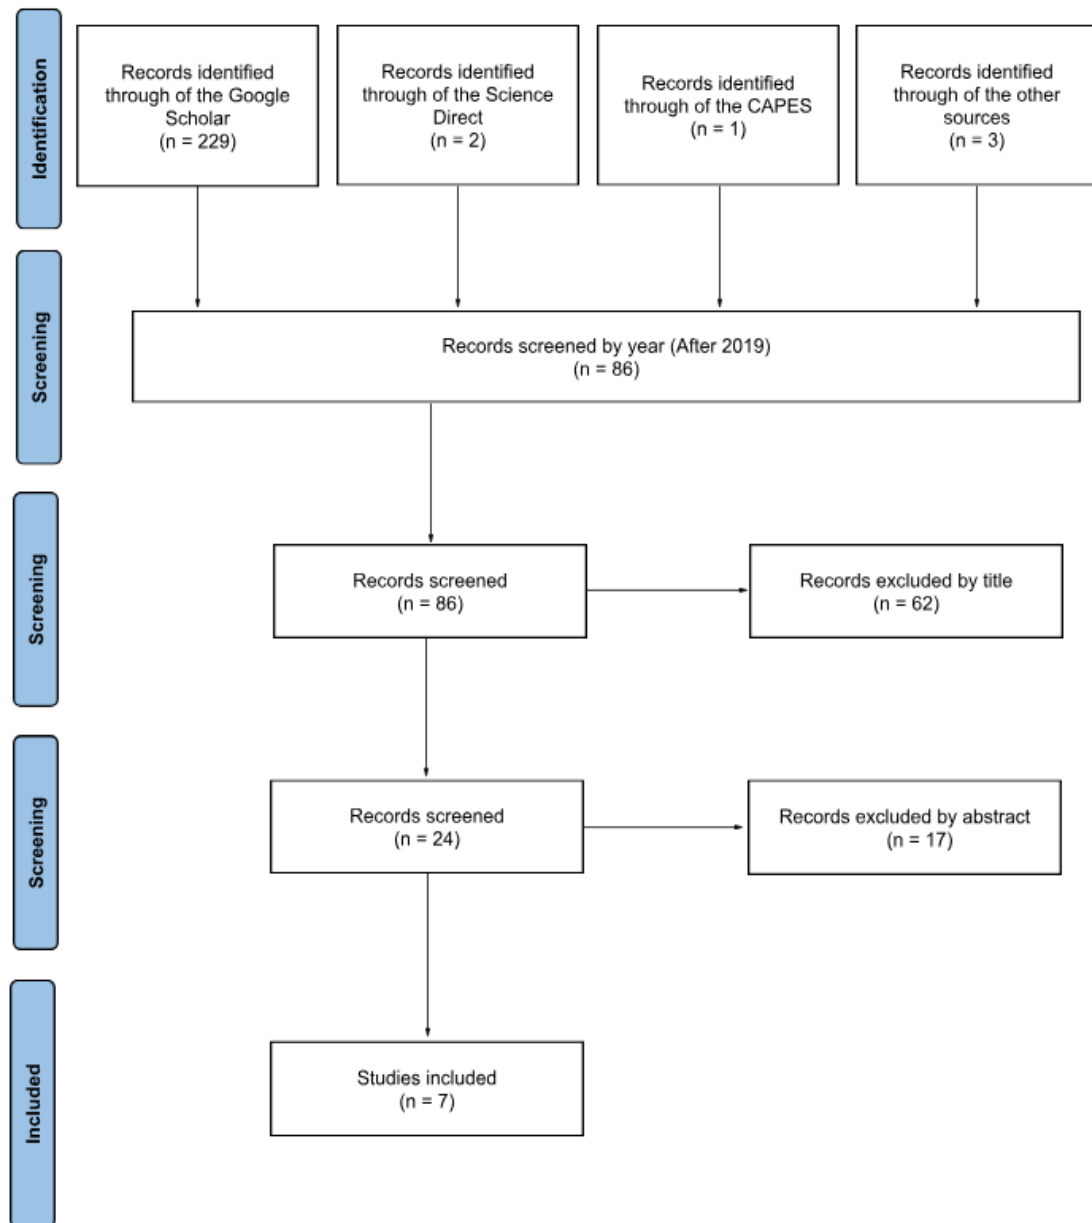 Identification
Records identified
through of the Google
Scholar
(n = 229)
Records identified
through of the Science
Direct
(n = 2)
Records identified
through of the CAPES
(n = 1)
Records identified
through of the other
sources
(n = 3)
Screening
Records screened by year (After 2019)
(n = 86)
Screening
Records screened
(n = 86)
Records excluded by title
(n = 62)
Screening
Records screened
(n = 24)
Records excluded by abstract
(n = 17)
Included
Studies included
(n = 7)